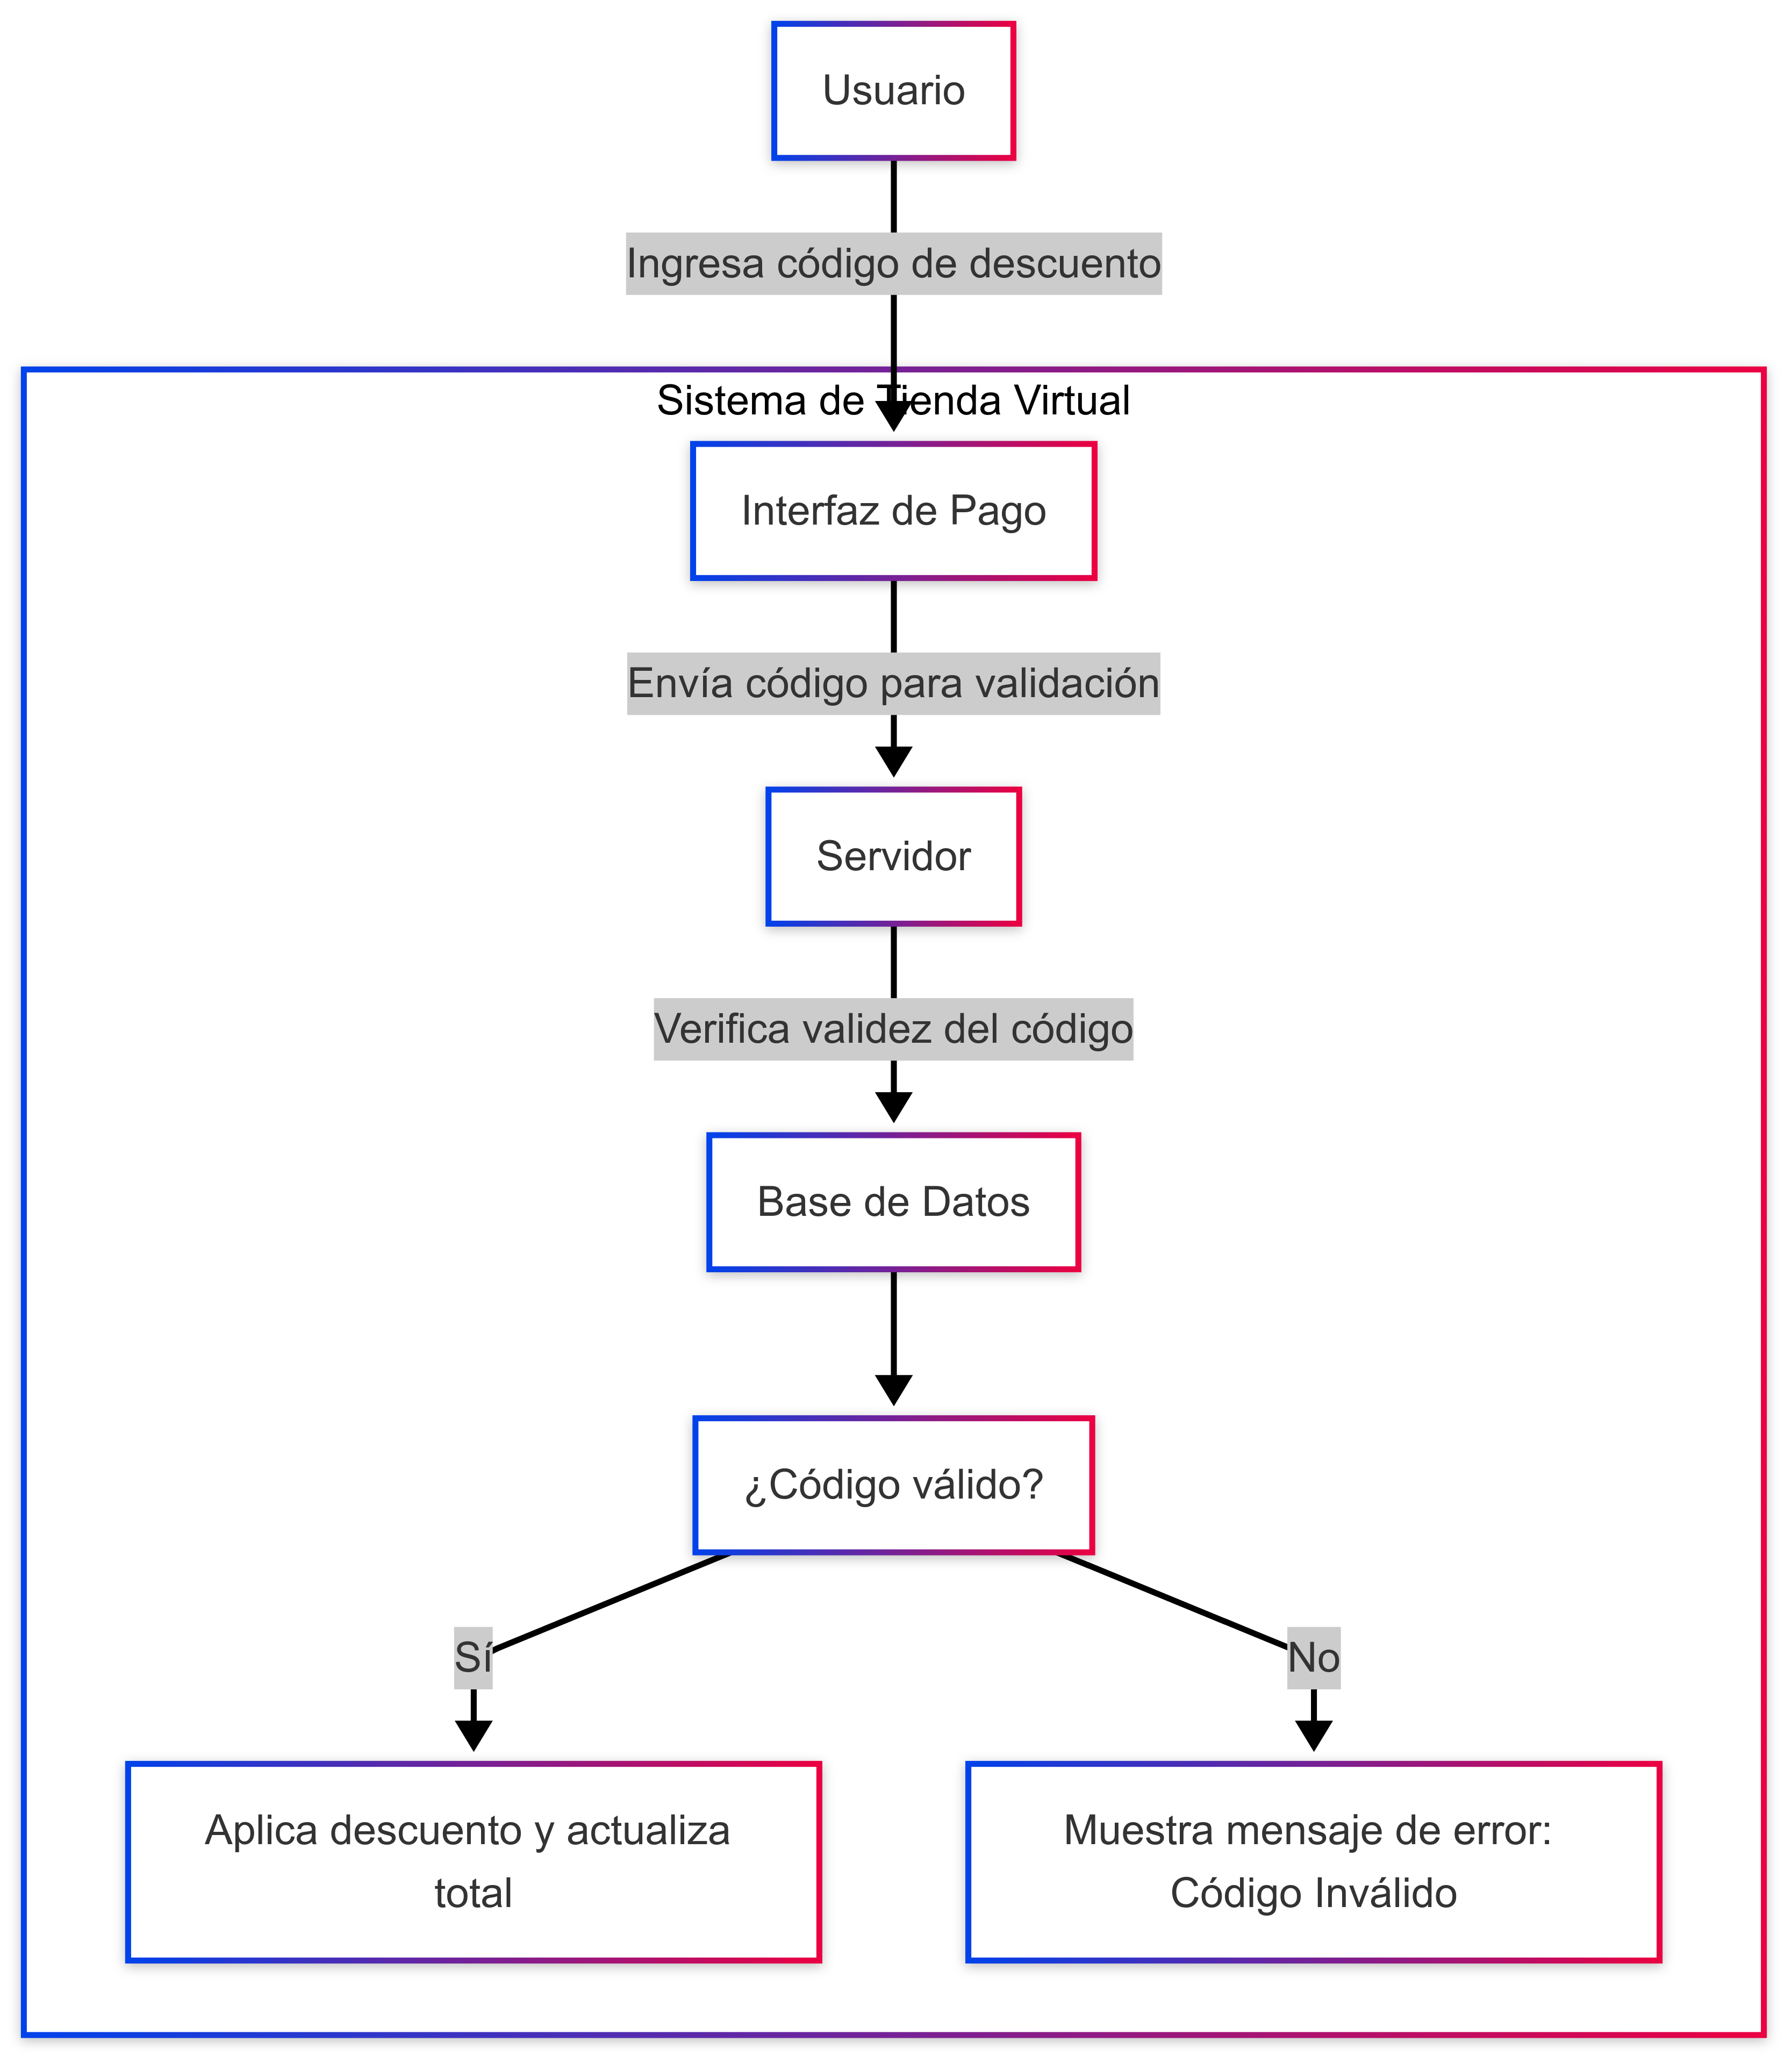 Usuario
Ingresa código de descuento
Sistema de Tienda Virtual
Interfaz de Pago
Envía código para validación
Servidor
Verifica validez del código
Base de Datos
¿Código válido?
Sí
No
Aplica descuento y actualiza
total
Muestra mensaje de error:
Código Inválido